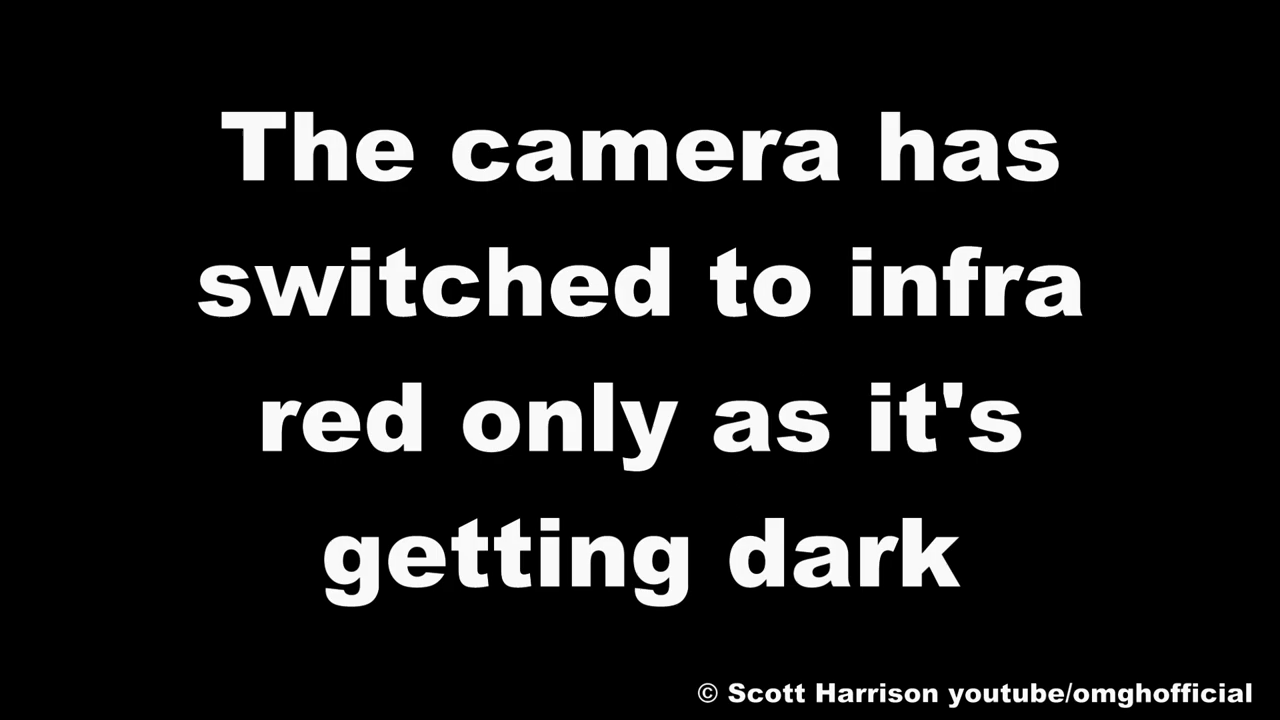 The camera has
switched to infra
red only as it's
getting dark
© Scott Harrison youtube/omghofficial